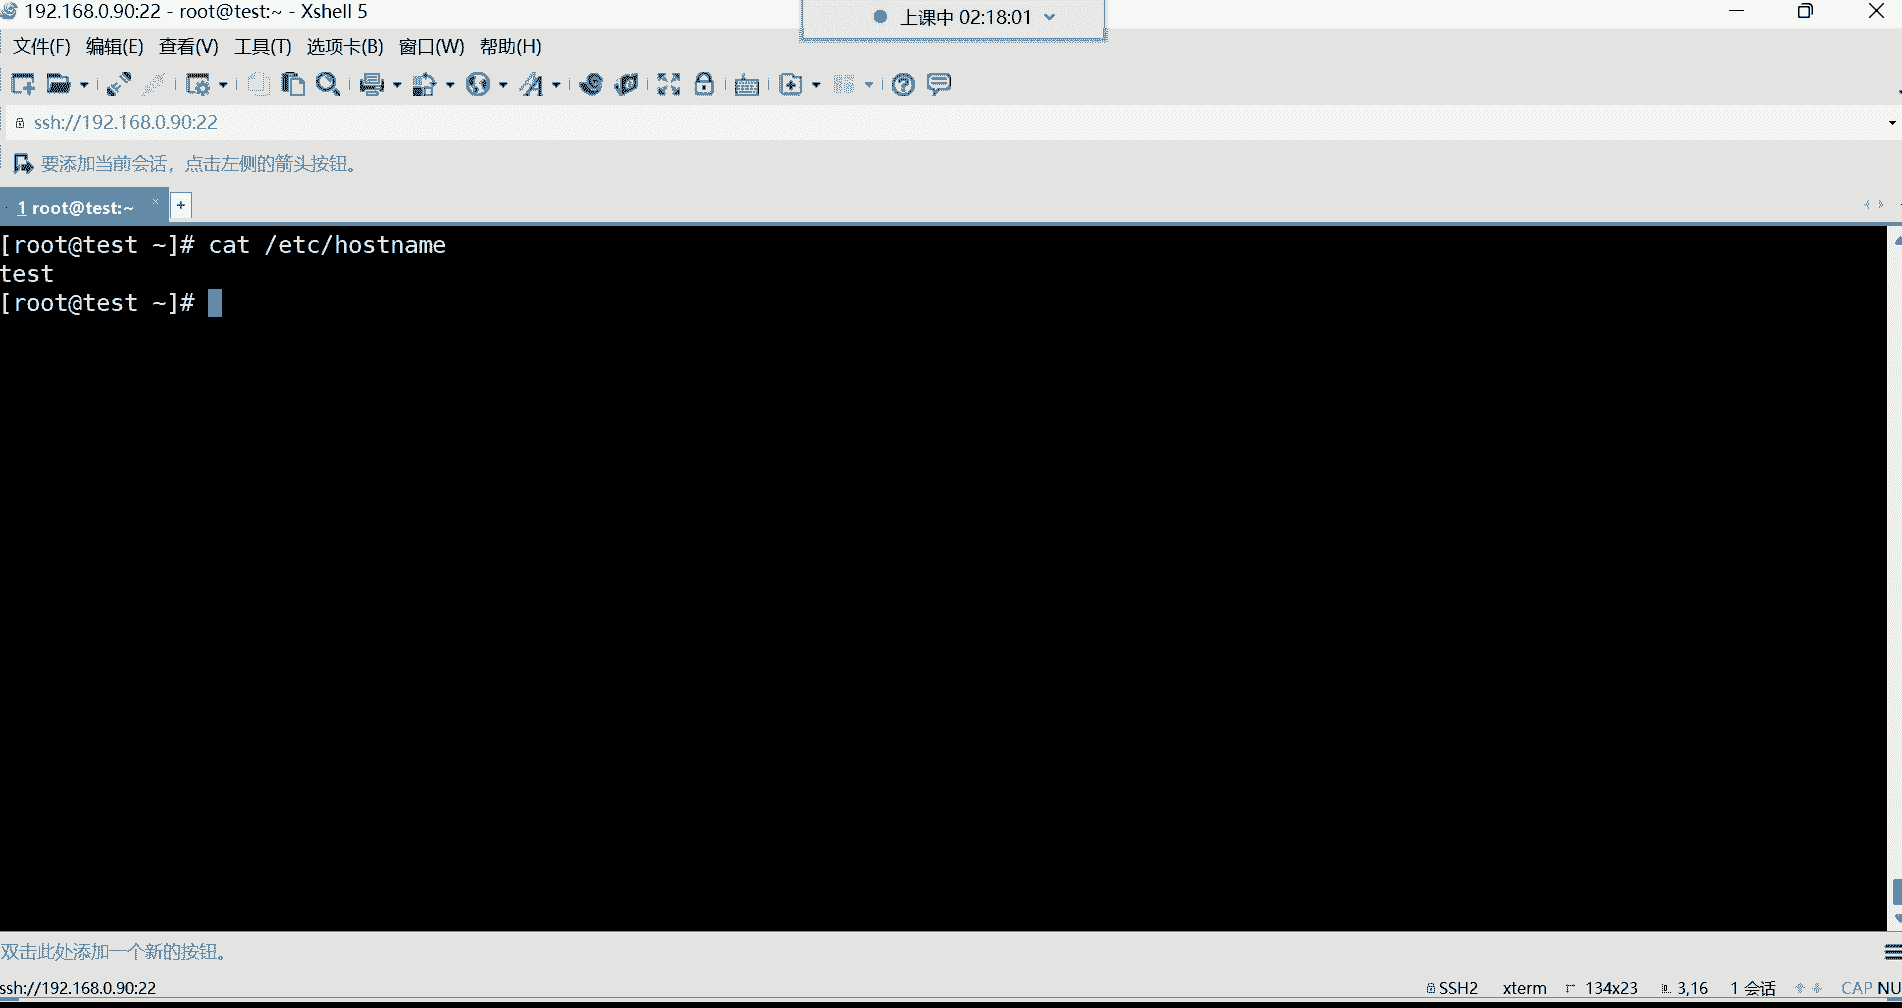 192.168.0.90:22 - root@test:~ - Xshell 5
上课中 02:18:01
文件(F) 编辑(E) 查看(V) 工具(T) 选项卡(B) 窗口(W) 帮助(H)
ssh://192.168.0.90:22
要添加当前会话，点击左侧的箭头按钮。
1 root@test:~
[root@test ~]# cat /etc/hostname
test
[root@test ~]#
双击此处添加一个新的按钮。
ssh://192.168.0.90:22 SSH2 xterm 134x23 3,16 1 会话 CAP NU